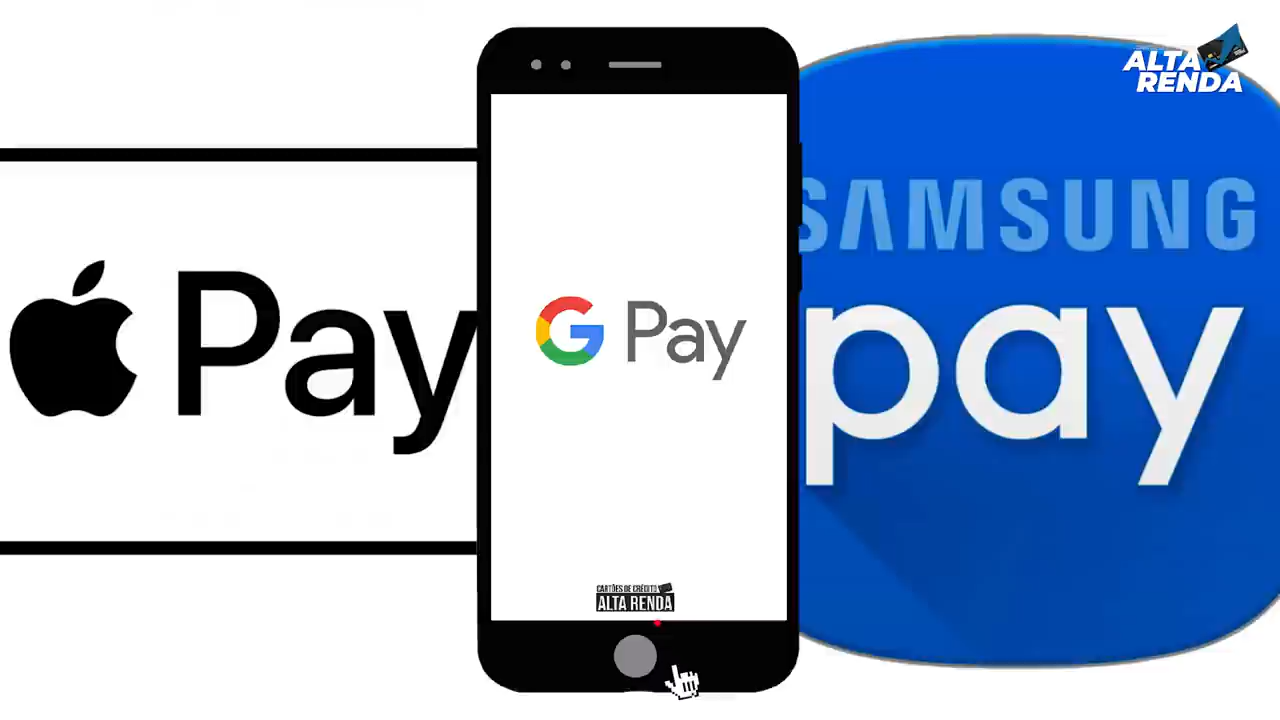 Pay
G Pay
SAMSUNG
pay
ALTA
RENDA
CARTÕES DE CRÉDITO
ALTA RENDA